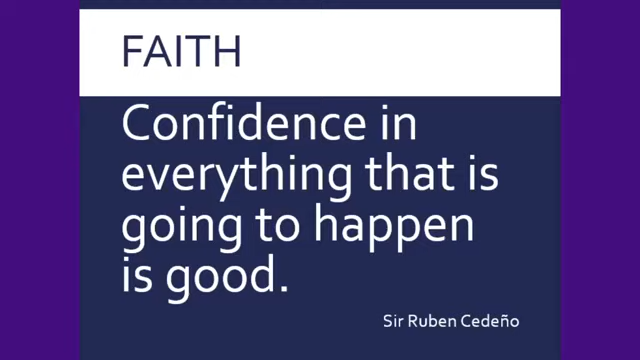 FAITH
Confidence in
everything that is
going to happen
is good.
Sir Ruben Cedeño